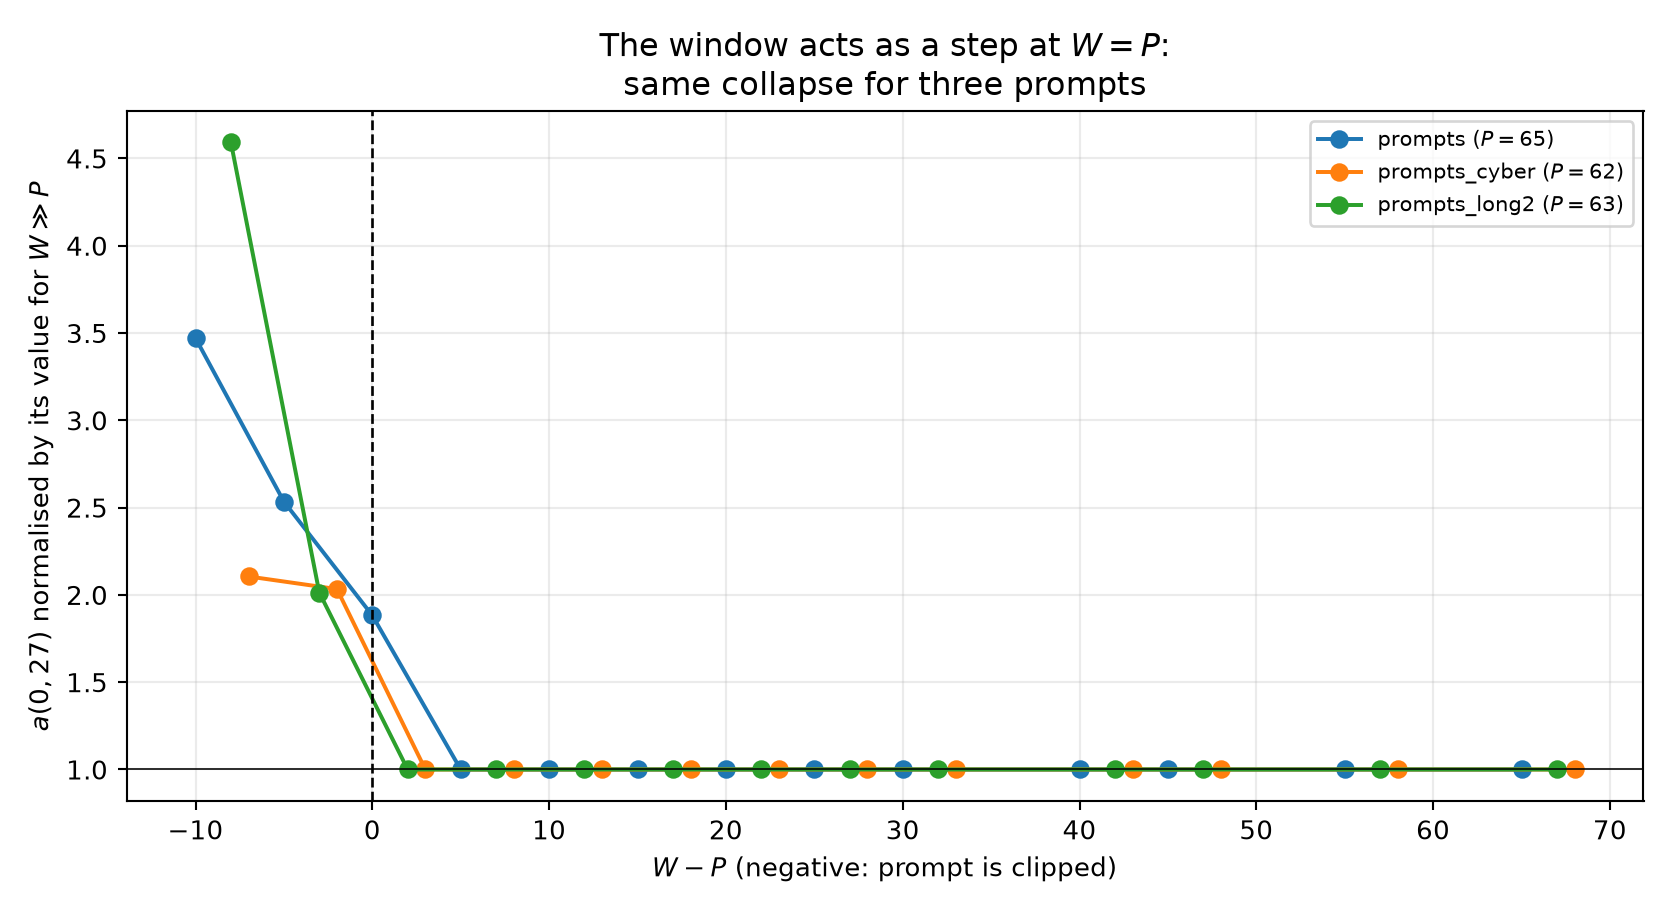 The window acts as a step at W = P:
same collapse for three prompts
a(0, 27) normalised by its value for W ≫ P
4.5
4.0
3.5
3.0
2.5
2.0
1.5
1.0
prompts (P = 65)
prompts_cyber (P = 62)
prompts_long2 (P = 63)
−10
0
10
20
30
40
50
60
70
W − P (negative: prompt is clipped)